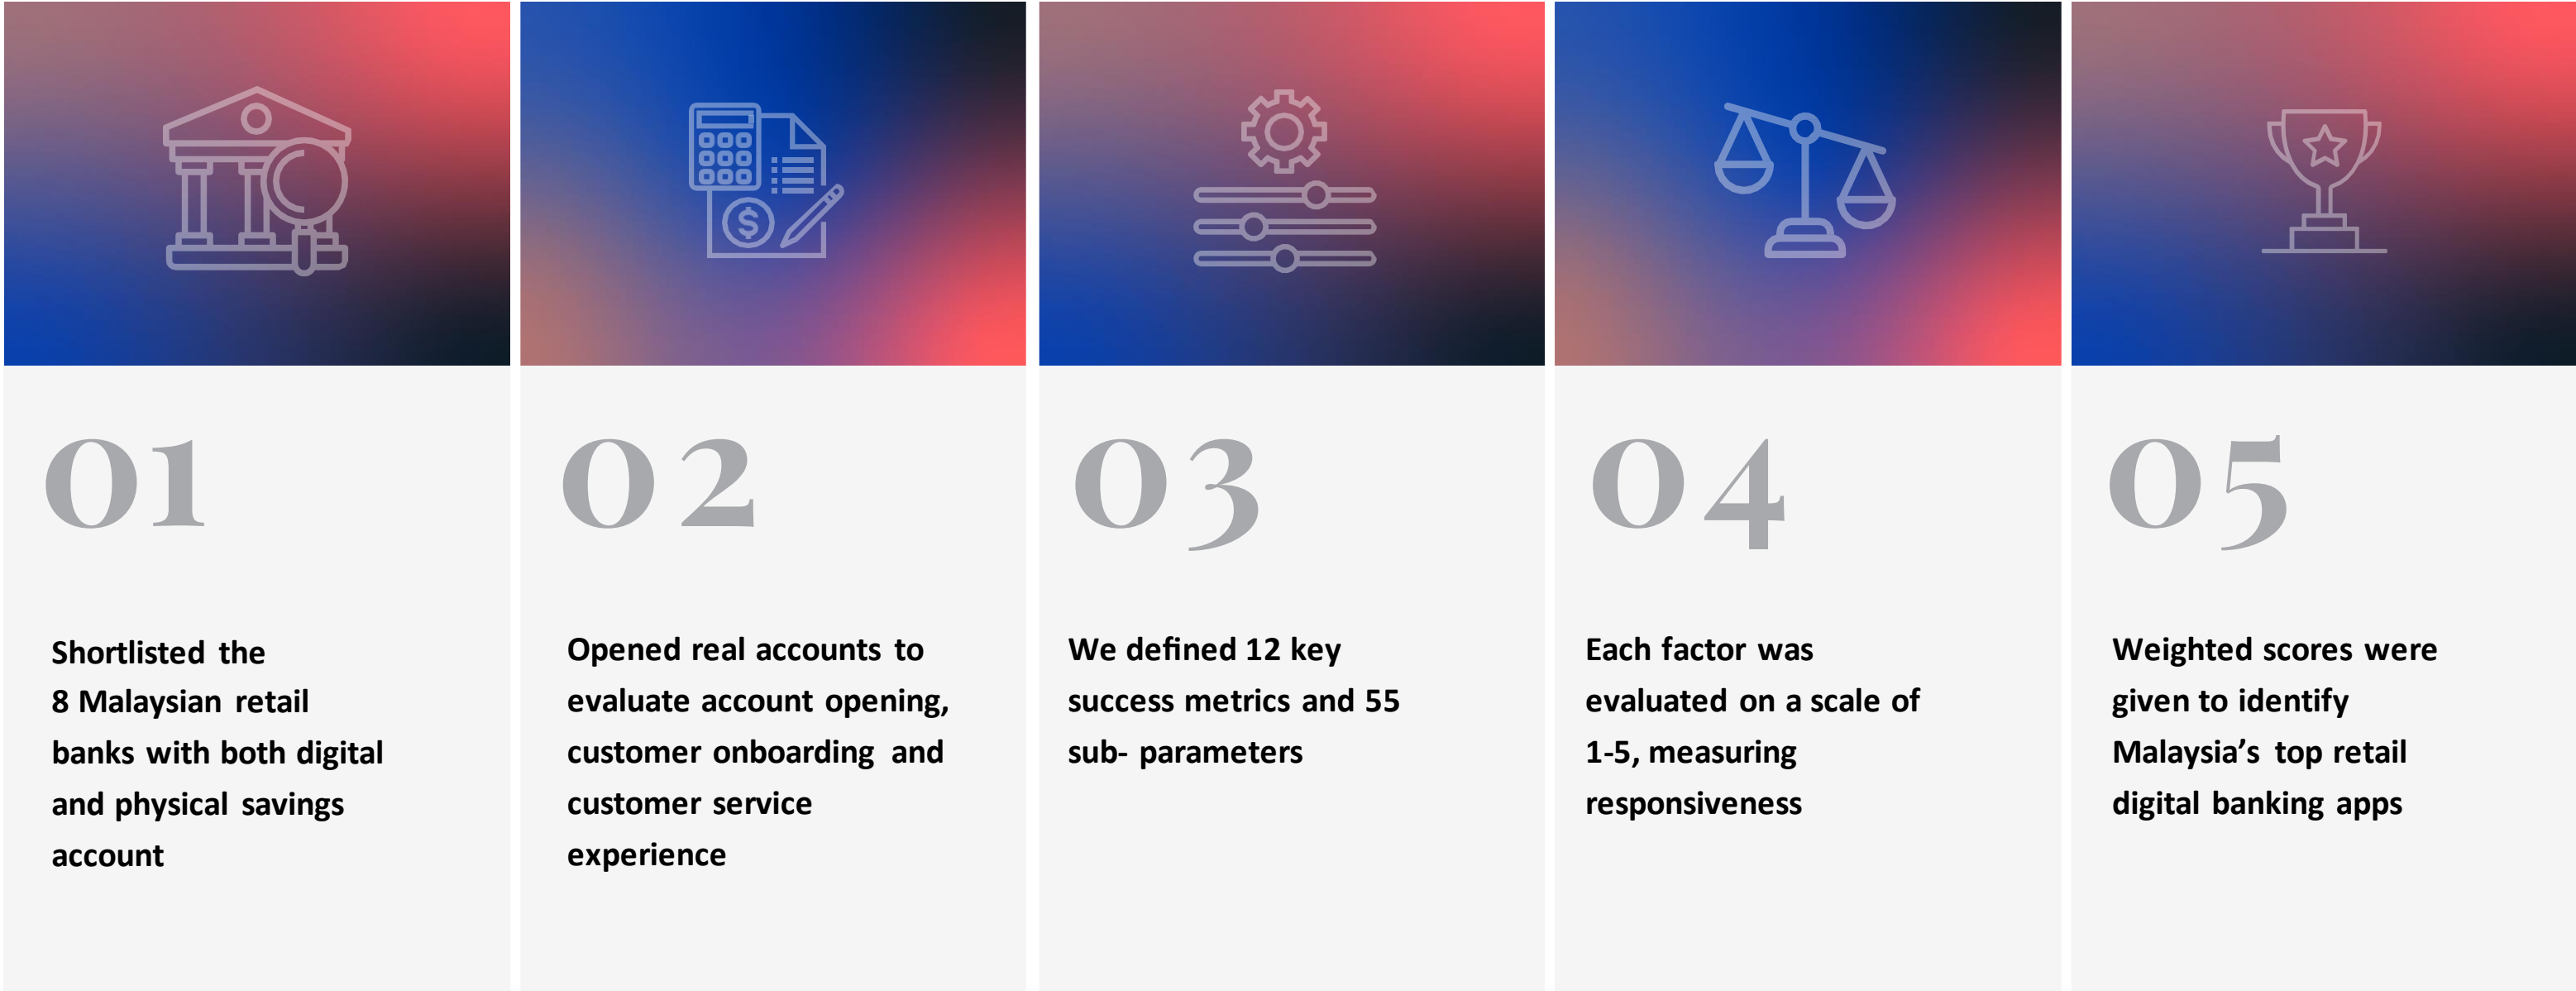 01
Shortlisted the
8 Malaysian retail
banks with both digital
and physical savings
account
02
Opened real accounts to
evaluate account opening,
customer onboarding and
customer service
experience
03
We defined 12 key
success metrics and 55
sub- parameters
04
Each factor was
evaluated on a scale of
1-5, measuring
responsiveness
05
Weighted scores were
given to identify
Malaysia’s top retail
digital banking apps